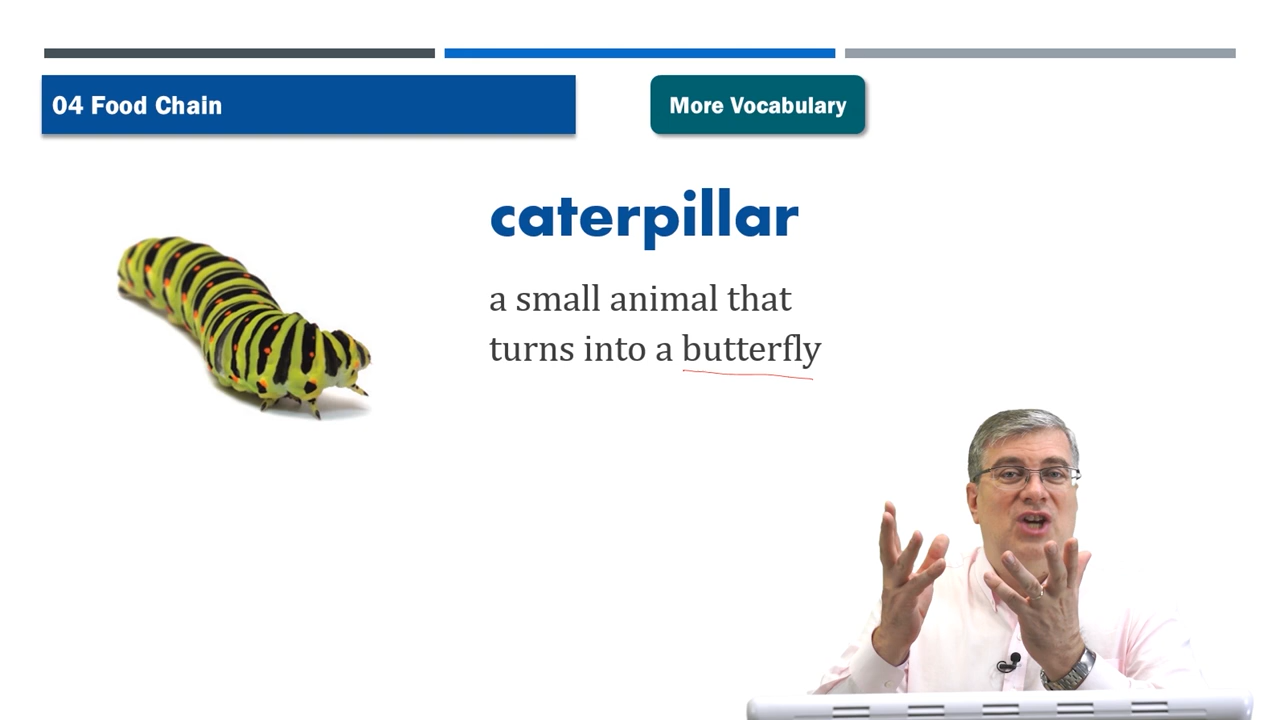 04 Food Chain
More Vocabulary
caterpillar
a small animal that
turns into a butterfly